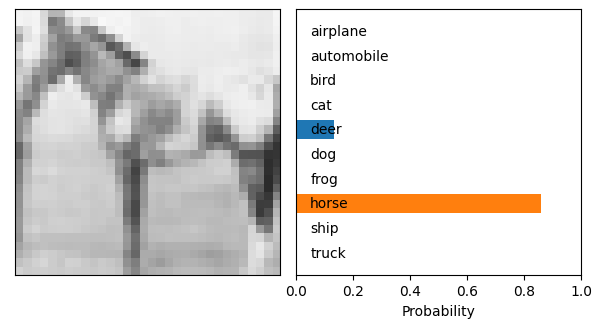 airplane
automobile
bird
cat
deer
dog
frog
horse
ship
truck
0.0 0.2 0.4 0.6 0.8 1.0
Probability